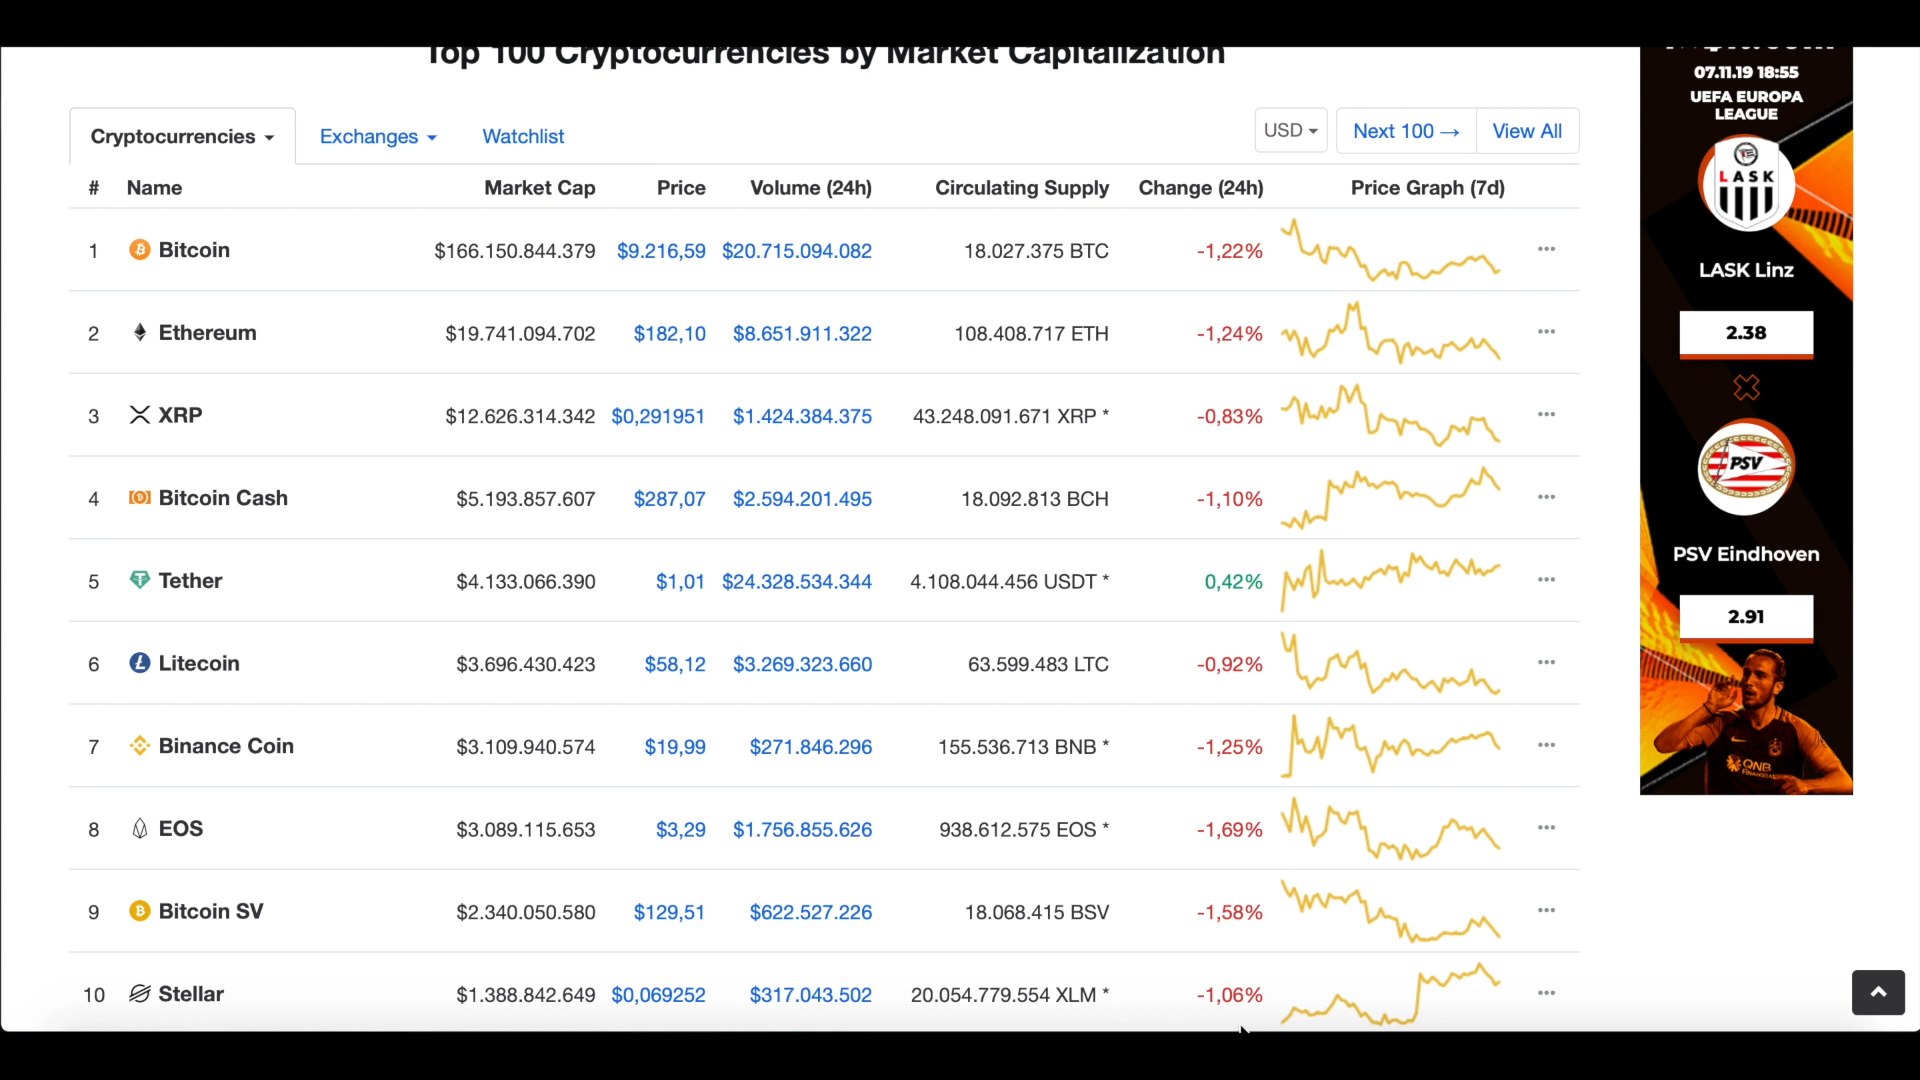 Top 100 Cryptocurrencies by Market Capitalization
Cryptocurrencies Exchanges Watchlist USD Next 100 → View All
# Name Market Cap Price Volume (24h) Circulating Supply Change (24h) Price Graph (7d)
1 Bitcoin $166.150.844.379 $9.216,59 $20.715.094.082 18.027.375 BTC -1,22%
2 Ethereum $19.741.094.702 $182,10 $8.651.911.322 108.408.717 ETH -1,24%
3 XRP $12.626.314.342 $0,291951 $1.424.384.375 43.248.091.671 XRP * -0,83%
4 Bitcoin Cash $5.193.857.607 $287,07 $2.594.201.495 18.092.813 BCH -1,10%
5 Tether $4.133.066.390 $1,01 $24.328.534.344 4.108.044.456 USDT * 0,42%
6 Litecoin $3.696.430.423 $58,12 $3.269.323.660 63.599.483 LTC -0,92%
7 Binance Coin $3.109.940.574 $19,99 $271.846.296 155.536.713 BNB * -1,25%
8 EOS $3.089.115.653 $3,29 $1.756.855.626 938.612.575 EOS * -1,69%
9 Bitcoin SV $2.340.050.580 $129,51 $622.527.226 18.068.415 BSV -1,58%
10 Stellar $1.388.842.649 $0,069252 $317.043.502 20.054.779.554 XLM * -1,06%
07.11.19 18:55
UEFA EUROPA
LEAGUE
LASK
LASK Linz
2.38
PSV
PSV Eindhoven
2.91
QNB